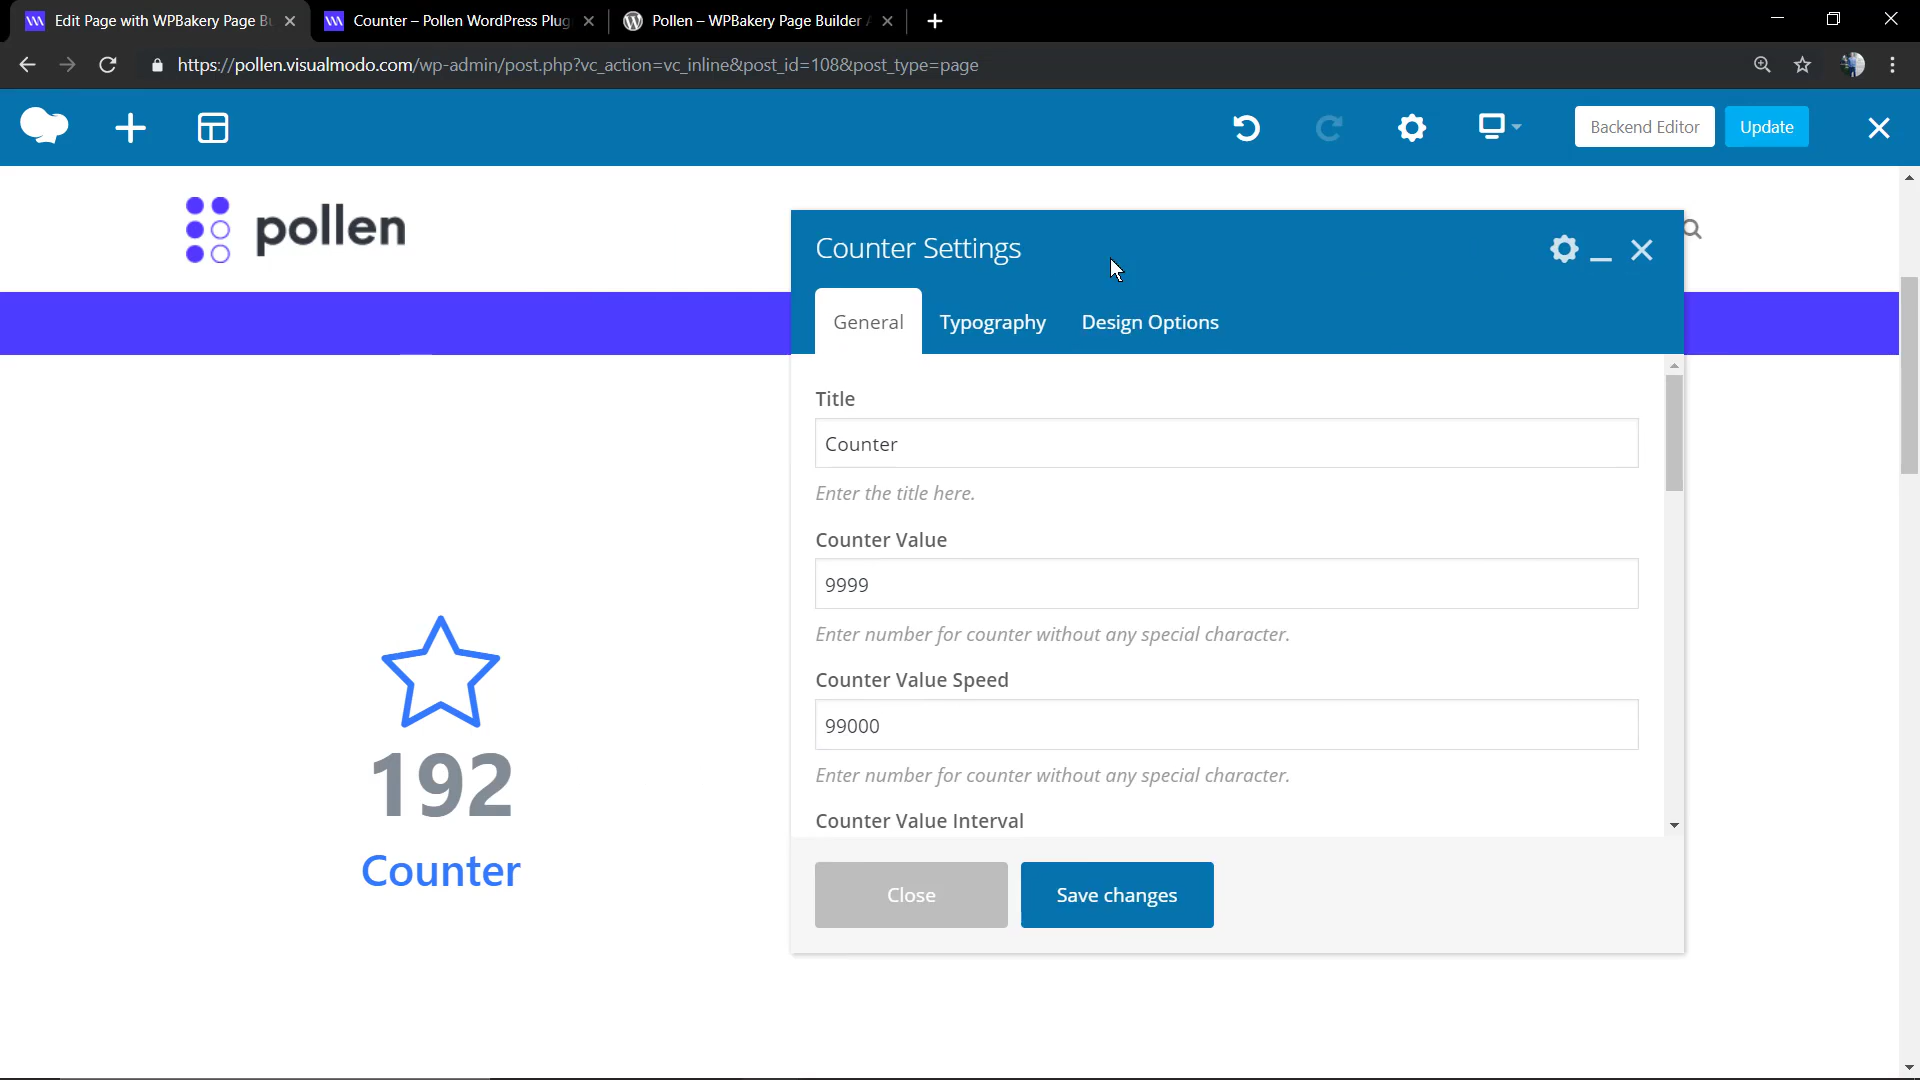 Edit Page with WPBakery Page Bu
Counter – Pollen WordPress Plug
Pollen – WPBakery Page Builder
https://pollen.visualmodo.com/wp-admin/post.php?vc_action=vc_inline&post_id=108&post_type=page
Backend Editor
Update
pollen
Counter Settings
General
Typography
Design Options
Title
Counter
Enter the title here.
Counter Value
9999
Enter number for counter without any special character.
Counter Value Speed
99000
Enter number for counter without any special character.
Counter Value Interval
Close
Save changes
192
Counter